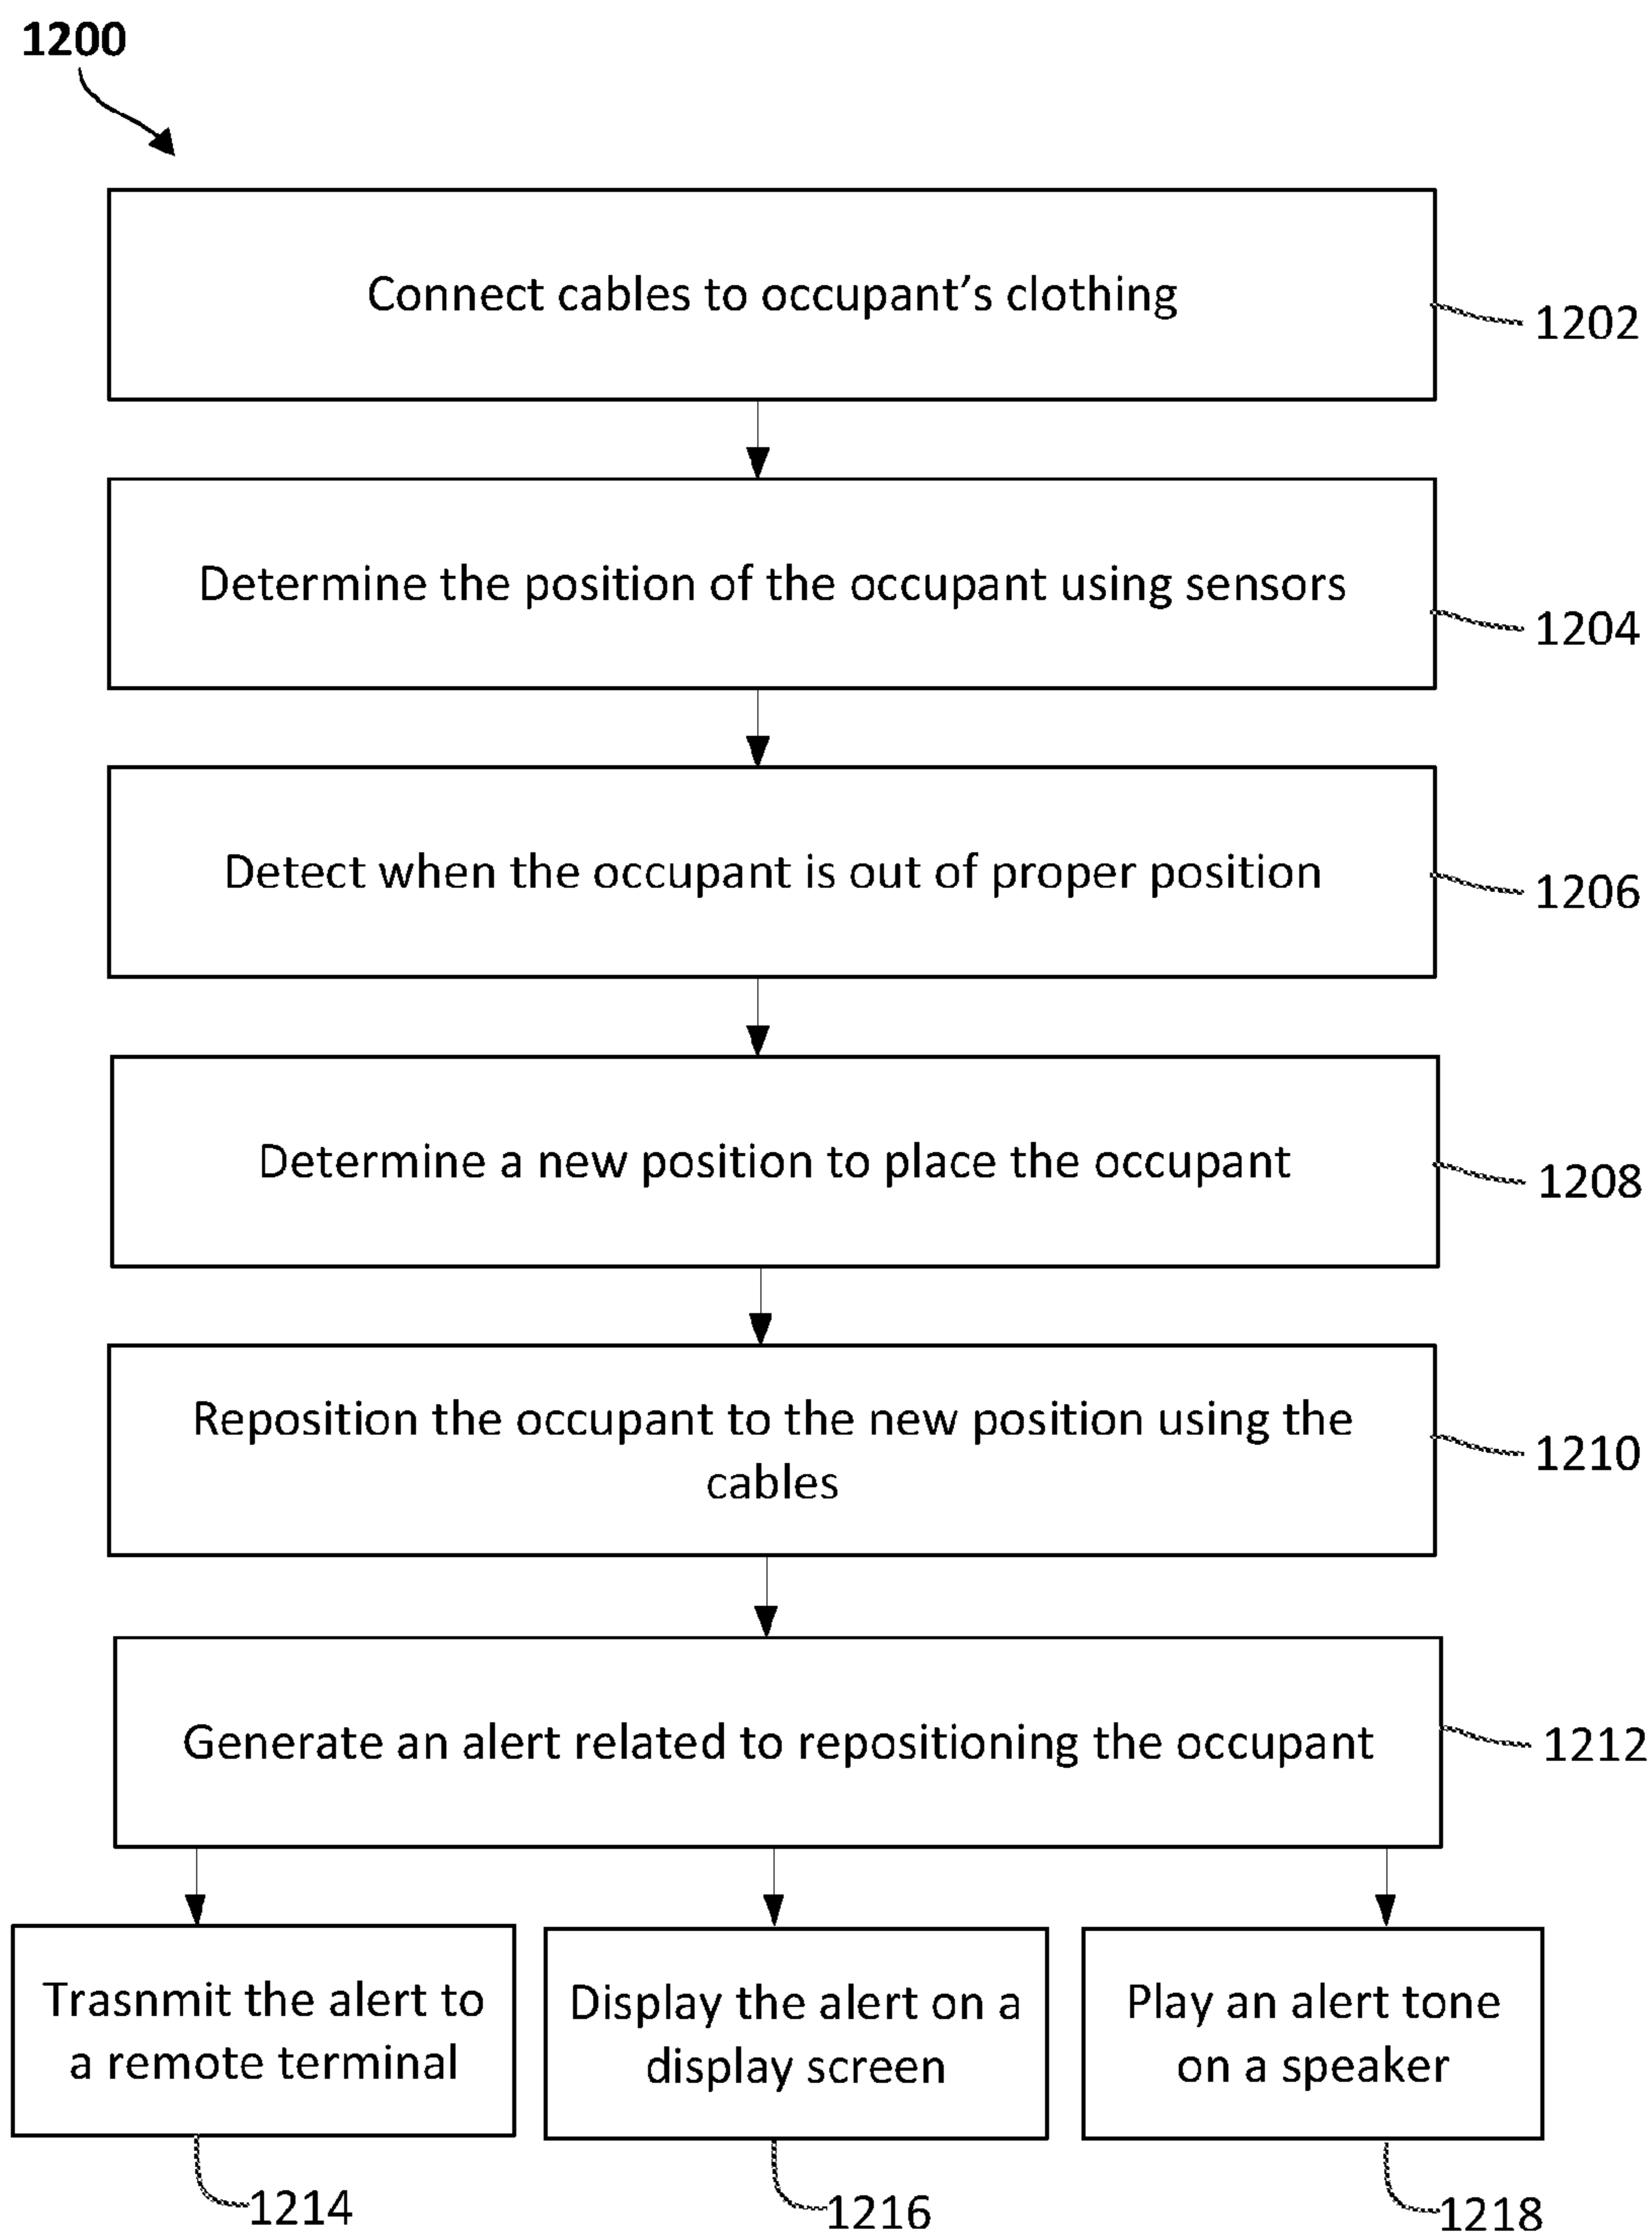 1200
Connect cables to occupant's clothing
1202
Determine the position of the occupant using sensors
1204
Detect when the occupant is out of proper position
1206
Determine a new position to place the occupant
1208
Reposition the occupant to the new position using the
cables
1210
Generate an alert related to repositioning the occupant
1212
Trasnmit the alert to
a remote terminal
1214
Display the alert on a
display screen
1216
Play an alert tone
on a speaker
1218